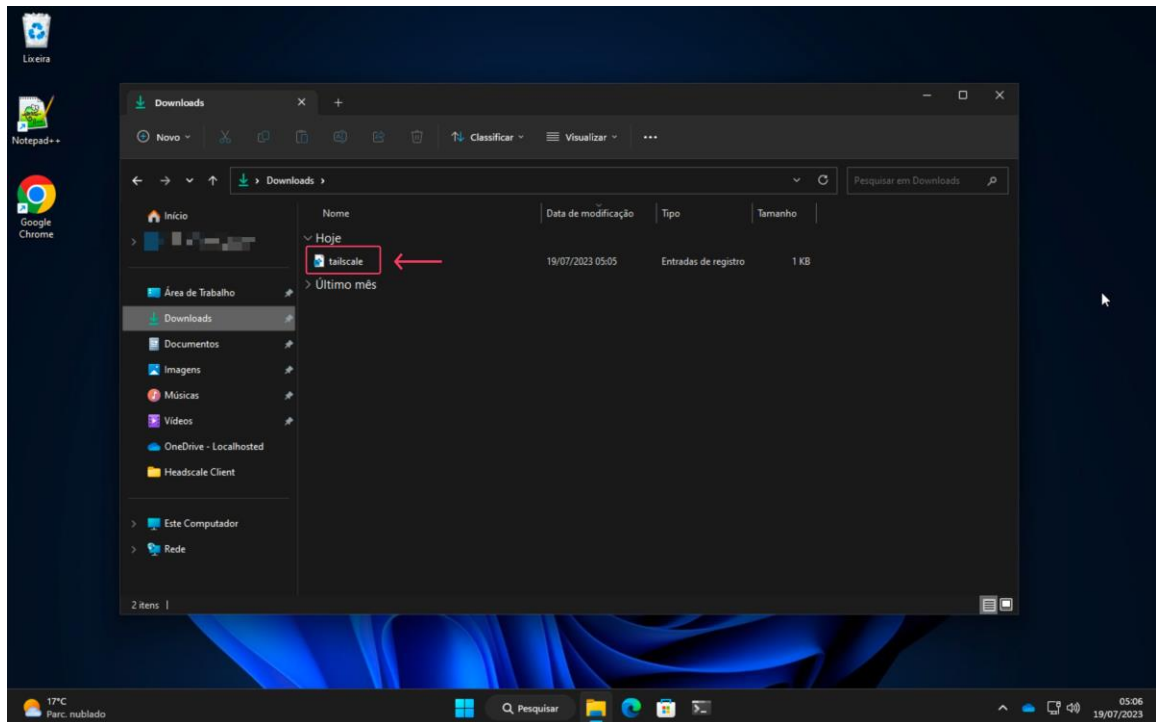 Lixeira
Notepad++
Google
Chrome
Downloads
Novo
Classificar
Visualizar
Downloads
Pesquisar em Downloads
Início
Área de Trabalho
Downloads
Documentos
Imagens
Músicas
Vídeos
OneDrive - Localhosted
Headscale Client
Este Computador
Rede
Nome Data de modificação Tipo Tamanho
Hoje
tailscale 19/07/2023 05:05 Entradas de registro 1 KB
Último mês
2 itens
17°C
Parc. nublado
Pesquisar
05:06
19/07/2023